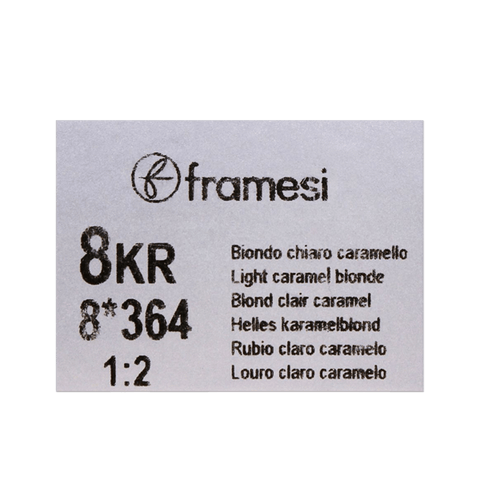 framesi
8KR
8*364
1:2
Biondo chiaro caramello
Light caramel blonde
Blond clair caramel
Helles karamelblond
Rubio claro caramelo
Louro claro caramelo